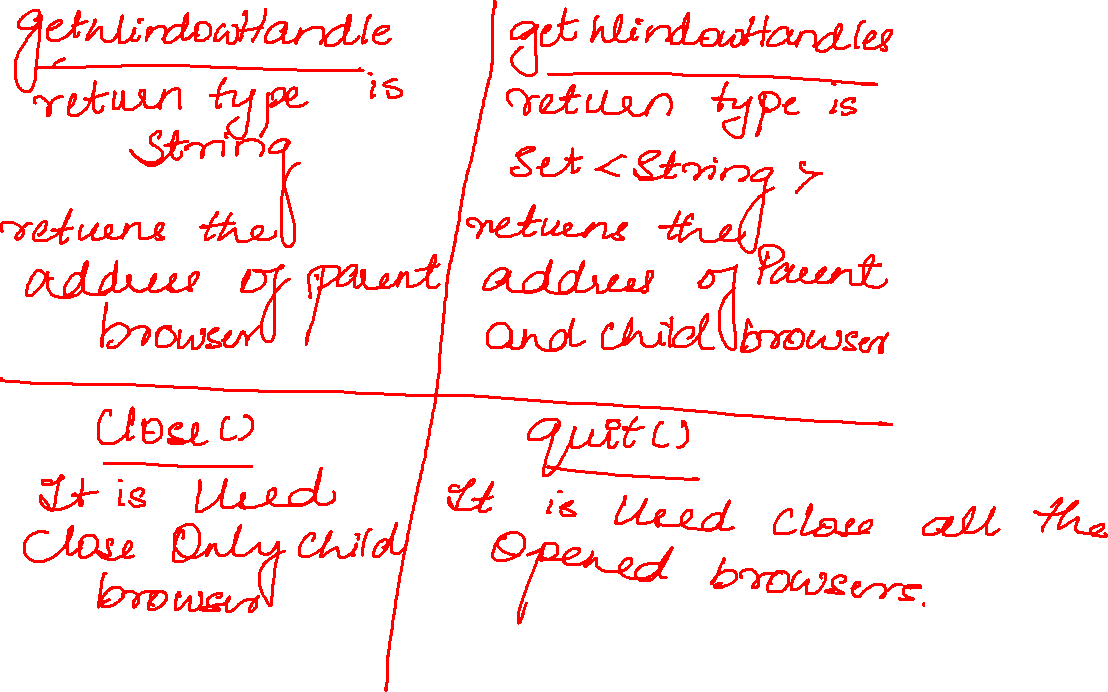 getWindowHandle
return type is
String
returns the
address of parent
browser
getWindowHandles
return type is
Set <String>
returns the
address of Parent
and child browser
Close()
It is Used
Close Only child
browser
quit()
It is Used close all the
Opened browsers.